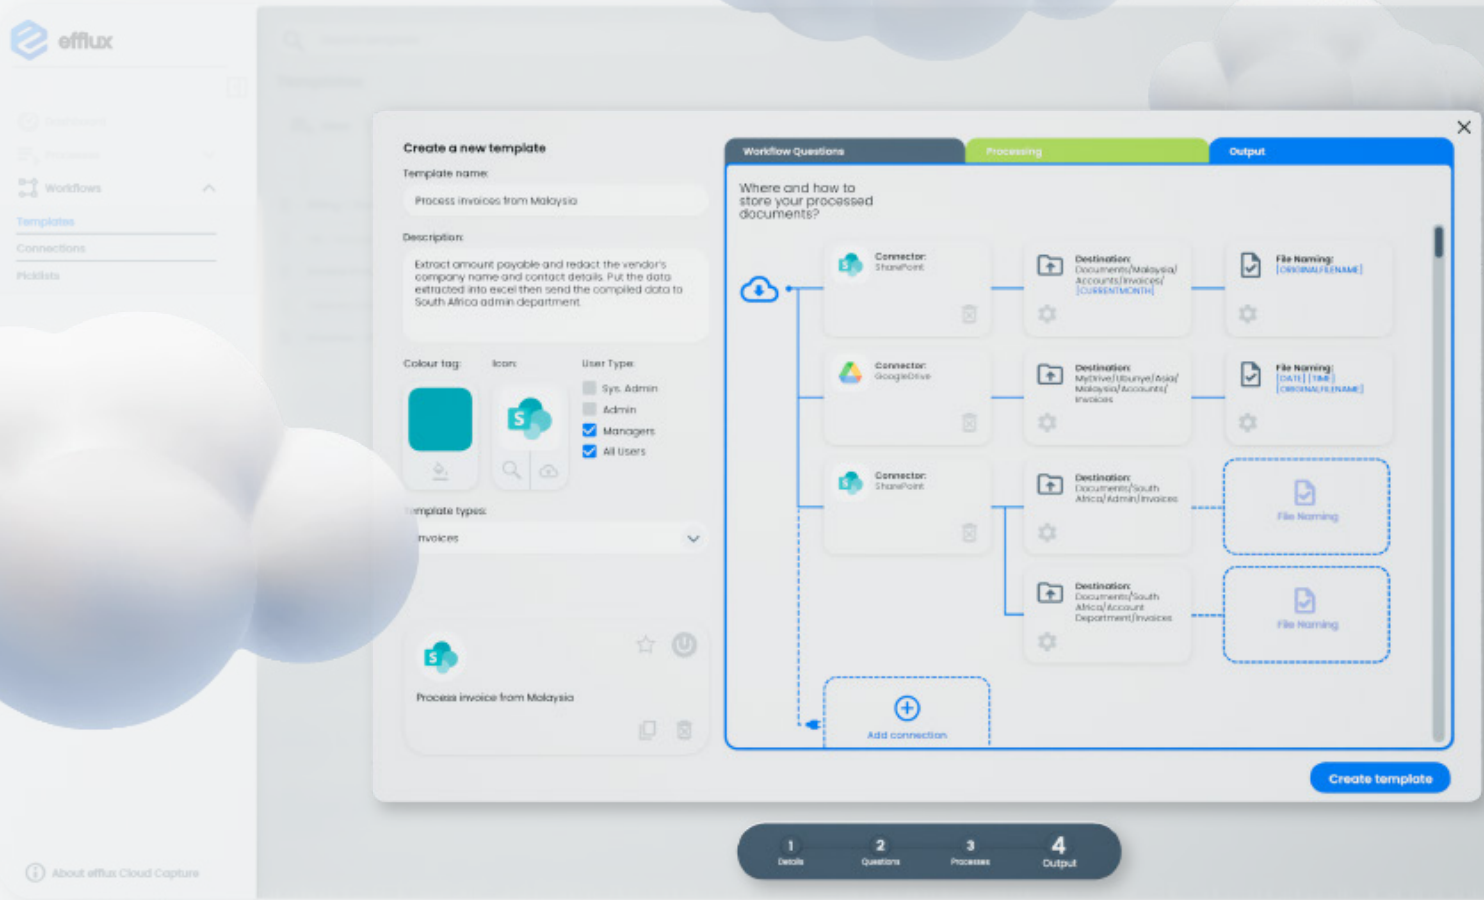 efflux
Workflows
Templates
Connections
Picklists
About efflux Cloud Capture
Create a new template
Template name:
Process invoices from Malaysia
Description:
Extract amount payable and redact the vendor's
company name and contact details. Put the data
extracted into excel then send the compiled data to
South Africa admin department.
Colour tag:
Icon:
User Type:
Sys. Admin
Admin
Managers
All Users
Template types:
Invoices
Process invoice from Malaysia
Workflow Questions
Processing
Output
Where and how to
store your processed
documents?
Connector:
SharePoint
Destination:
Documents/Malaysia/
Accounts/Invoices/
[CURRENTMONTH]
File Naming:
[ORIGINALFILENAME]
Connector:
GoogleDrive
Destination:
MyDrive/Ubunye/Asia/
Malaysia/Accounts/
Invoices
File Naming:
[DATE] [TIME]
[ORIGINALFILENAME]
Connector:
SharePoint
Destination:
Documents/South
Africa/Admin/Invoices
File Naming
Destination:
Documents/South
Africa/Account
Department/Invoices
File Naming
Add connection
Create template
1
Details
2
Questions
3
Processes
4
Output